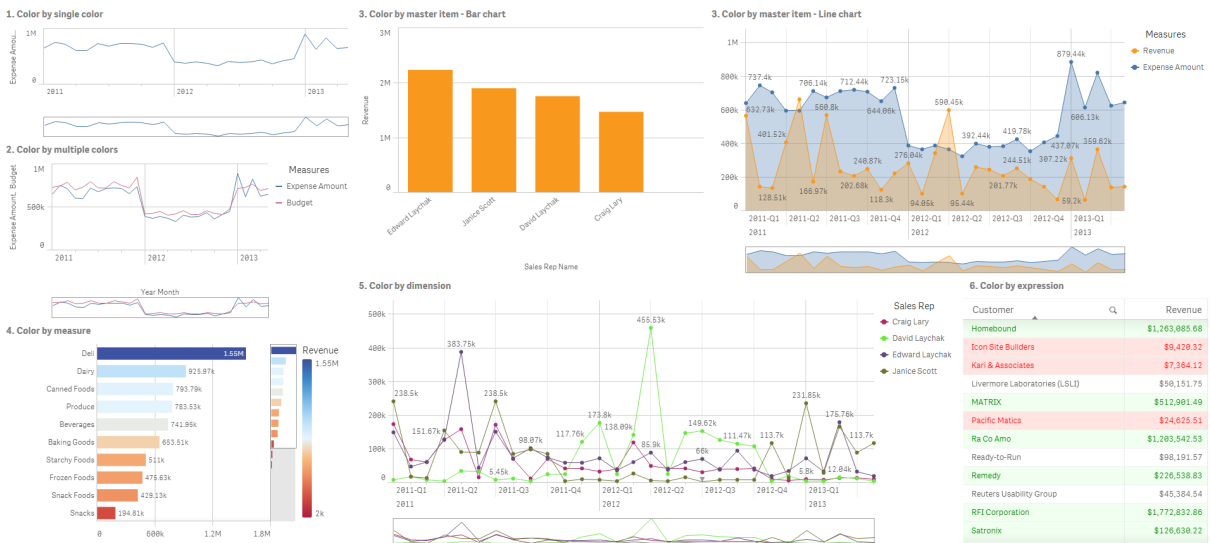 1. Color by single color
Expense Amou...
1M
0
2011
2012
2013
2. Color by multiple colors
Expense Amount, Budget
1M
500k
0
2011
2012
2013
Year Month
Measures
Expense Amount
Budget
3. Color by master item - Bar chart
Revenue
3M
2M
1M
0
Edward Laychak
Janice Scott
David Laychak
Craig Lary
Sales Rep Name
3. Color by master item - Line chart
1M
800k
600k
400k
200k
0
737.4k
632.73k
401.52k
128.51k
706.14k
560.8k
166.97k
712.44k
240.87k
202.68k
723.15k
644.06k
118.3k
276.04k
94.05k
590.45k
392.44k
95.44k
419.78k
244.51k
201.77k
437.07k
307.22k
59.2k
879.44k
606.13k
359.62k
2011-Q1
2011-Q2
2011-Q3
2011-Q4
2012-Q1
2012-Q2
2012-Q3
2012-Q4
2013-Q1
2011
2012
2013
Measures
Revenue
Expense Amount
4. Color by measure
Deli
1.55M
Dairy
925.97k
Canned Foods
793.79k
Produce
783.53k
Beverages
741.96k
Baking Goods
653.51k
Starchy Foods
511k
Frozen Foods
475.63k
Snack Foods
429.13k
Snacks
194.81k
0
600k
1.2M
1.8M
Revenue
1.55M
2k
5. Color by dimension
500k
400k
300k
200k
100k
0
238.5k
151.67k
383.75k
238.5k
5.45k
98.07k
117.76k
173.8k
138.09k
455.53k
85.9k
149.62k
66k
111.47k
113.7k
231.85k
5.8k
175.76k
12.04k
113.7k
2011-Q1
2011-Q2
2011-Q3
2011-Q4
2012-Q1
2012-Q2
2012-Q3
2012-Q4
2013-Q1
2011
2012
2013
Sales Rep
Craig Lary
David Laychak
Edward Laychak
Janice Scott
6. Color by expression
Customer Revenue
Homebound $1,263,085.68
Icon Site Builders $9,420.32
Kari & Associates $7,364.12
Livermore Laboratories (LSLI) $50,151.75
MATRIX $512,901.49
Pacific Matics $24,625.51
Ra Co Amo $1,203,542.53
Ready-to-Run $98,191.57
Remedy $226,538.83
Reuters Usability Group $45,384.54
RFI Corporation $1,772,832.86
Satronix $126,638.22